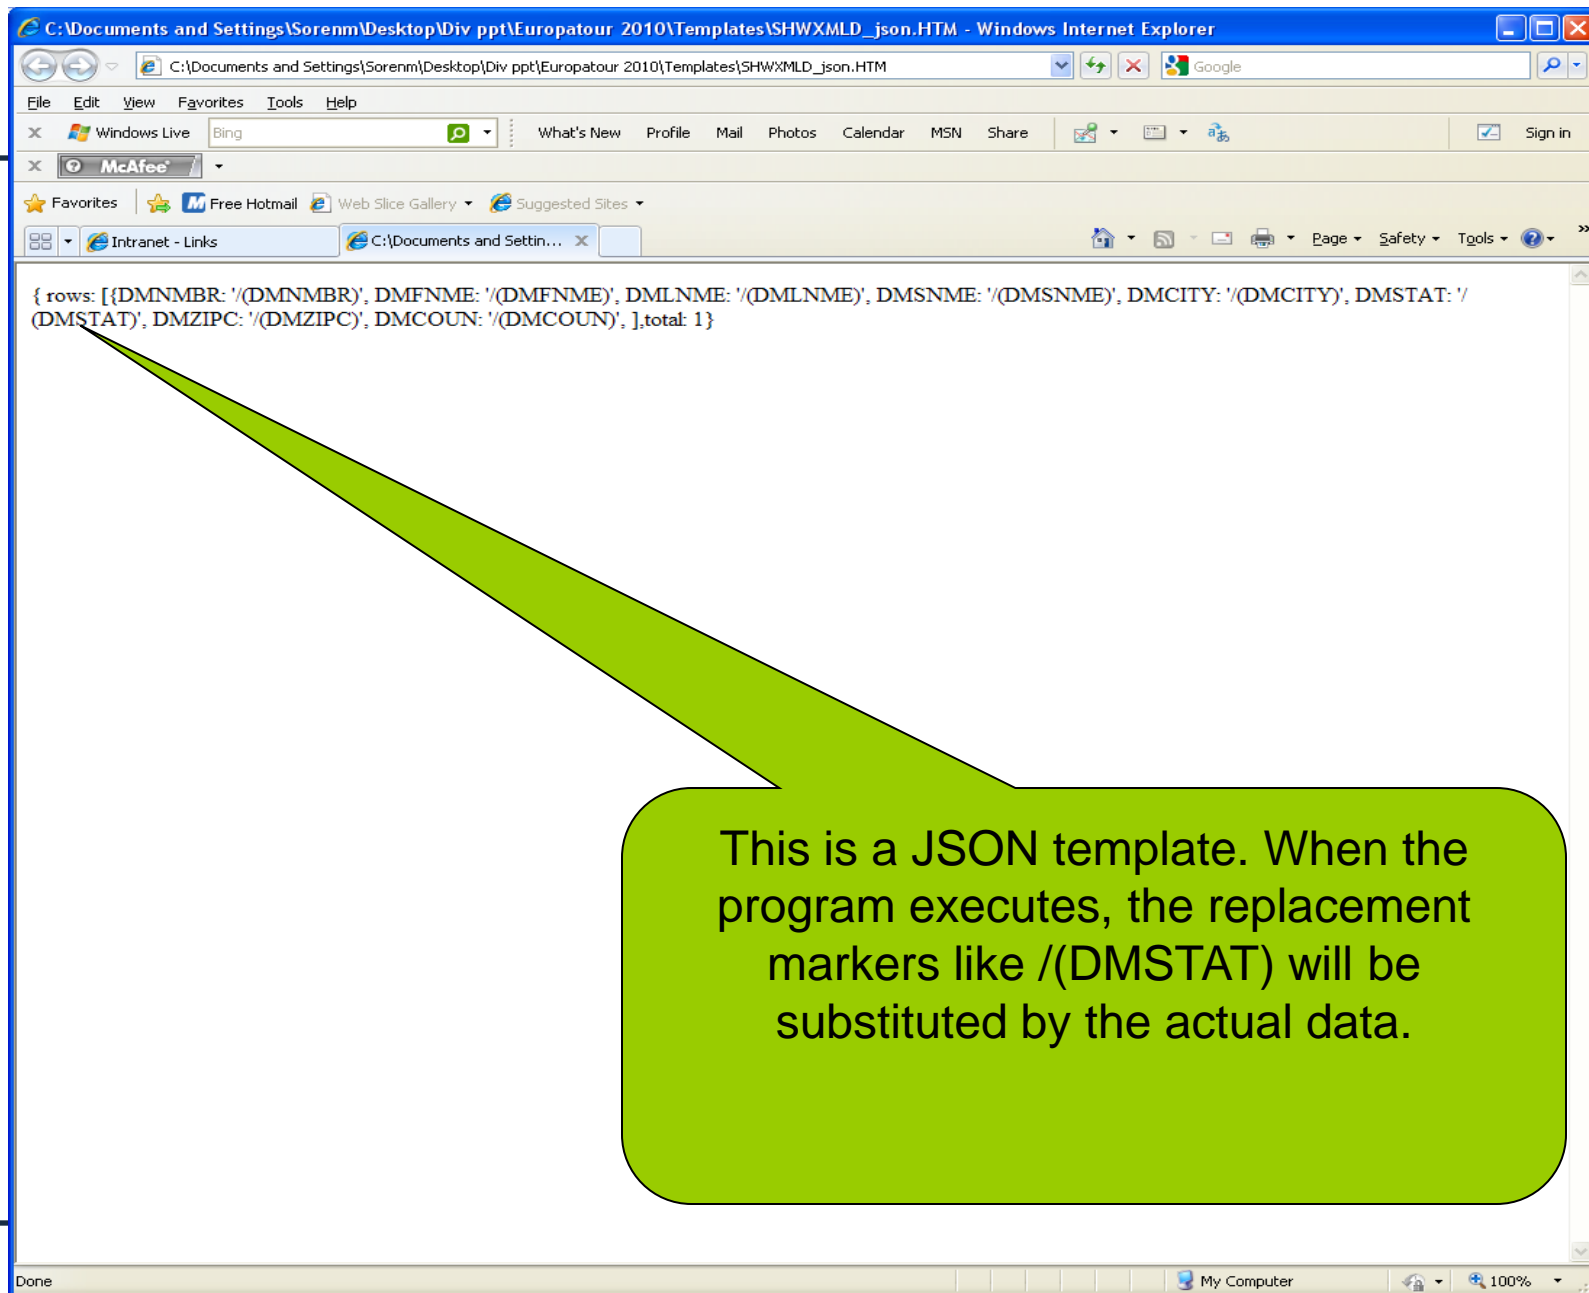 C:\Documents and Settings\Sorenm\Desktop\Div ppt\Europatour 2010\Templates\SHWXMLD_json.HTM - Windows Internet Explorer
C:\Documents and Settings\Sorenm\Desktop\Div ppt\Europatour 2010\Templates\SHWXMLD_json.HTM Google
File Edit View Favorites Tools Help
x Windows Live Bing What's New Profile Mail Photos Calendar MSN Share Sign in
x McAfee
Favorites Free Hotmail Web Slice Gallery Suggested Sites
Intranet - Links C:\Documents and Settin... x Page Safety Tools »
{ rows: [{DMNMBR: '/(DMNMBR)', DMFNME: '/(DMFNME)', DMLNME: '/(DMLNME)', DMSNME: '/(DMSNME)', DMCITY: '/(DMCITY)', DMSTAT: '/
(DMSTAT)', DMZIPC: '/(DMZIPC)', DMCOUN: '/(DMCOUN)', ],total: 1}
This is a JSON template. When the
program executes, the replacement
markers like /(DMSTAT) will be
substituted by the actual data.
Done My Computer 100%